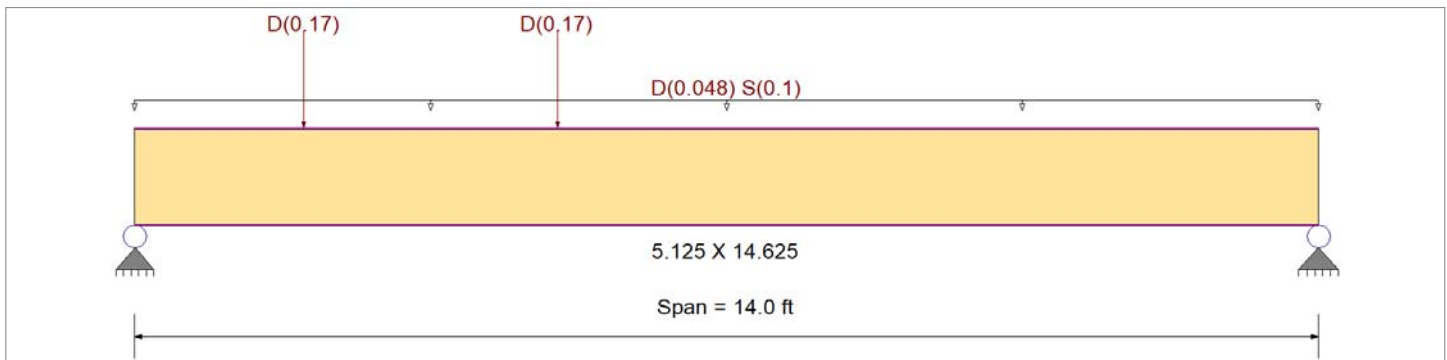 D(0.17) D(0.17)
D(0.048) S(0.1)
5.125 X 14.625
Span = 14.0 ft